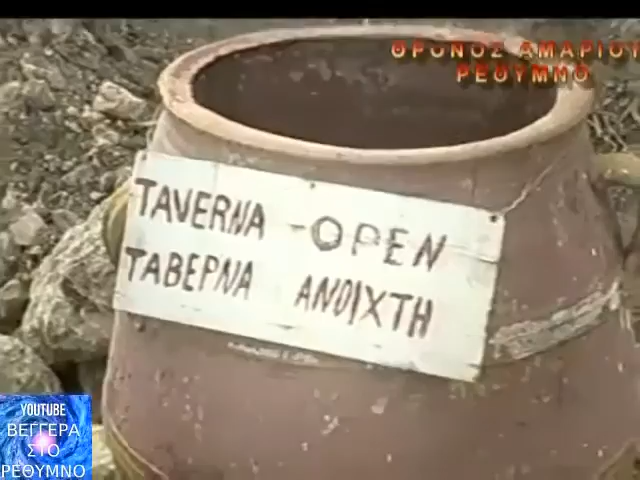 ΘΡΟΝΟΣ ΑΜΑΡΙΟΥ
ΡΕΘΥΜΝΟ
TAVERNA -OPEN
ΤΑΒΕΡΝΑ ΑΝΟΙΧΤΗ
YOUTUBE
ΒΕΓΓΕΡΑ
ΣΤΟ
ΡΕΘΥΜΝΟ